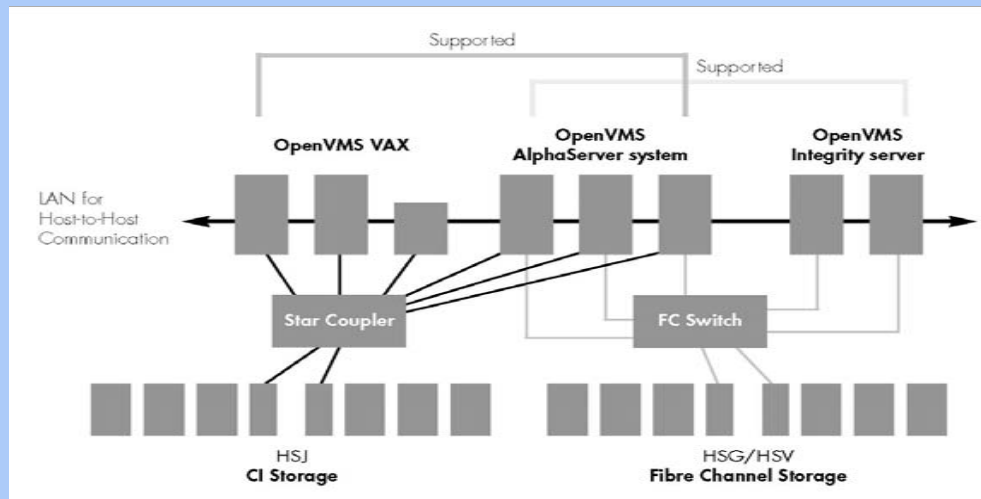 Supported
Supported
OpenVMS VAX
OpenVMS
AlphaServer system
OpenVMS
Integrity server
LAN for
Host-to-Host
Communication
Star Coupler
FC Switch
HSJ
CI Storage
HSG/HSV
Fibre Channel Storage